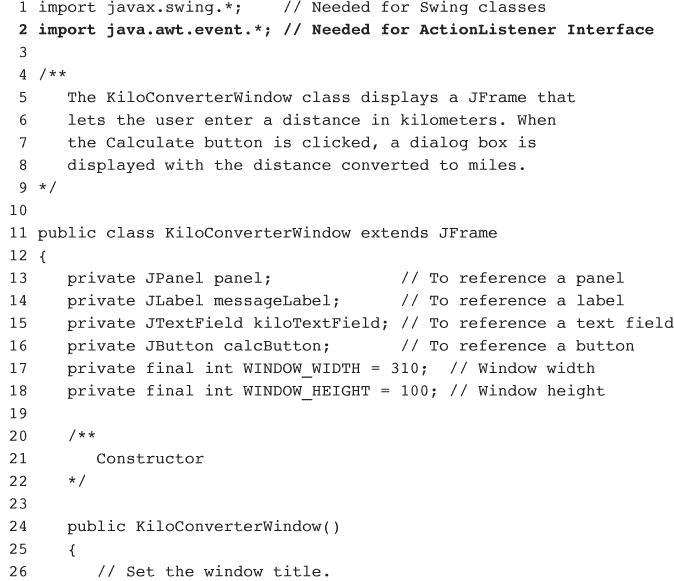 1 import javax.swing.*;    // Needed for Swing classes
2 import java.awt.event.*; // Needed for ActionListener Interface
3
4 /**
5    The KiloConverterWindow class displays a JFrame that
6    lets the user enter a distance in kilometers. When
7    the Calculate button is clicked, a dialog box is
8    displayed with the distance converted to miles.
9 */
10
11 public class KiloConverterWindow extends JFrame
12 {
13    private JPanel panel;             // To reference a panel
14    private JLabel messageLabel;      // To reference a label
15    private JTextField kiloTextField; // To reference a text field
16    private JButton calcButton;       // To reference a button
17    private final int WINDOW_WIDTH = 310;  // Window width
18    private final int WINDOW_HEIGHT = 100; // Window height
19
20    /**
21       Constructor
22    */
23
24    public KiloConverterWindow()
25    {
26       // Set the window title.